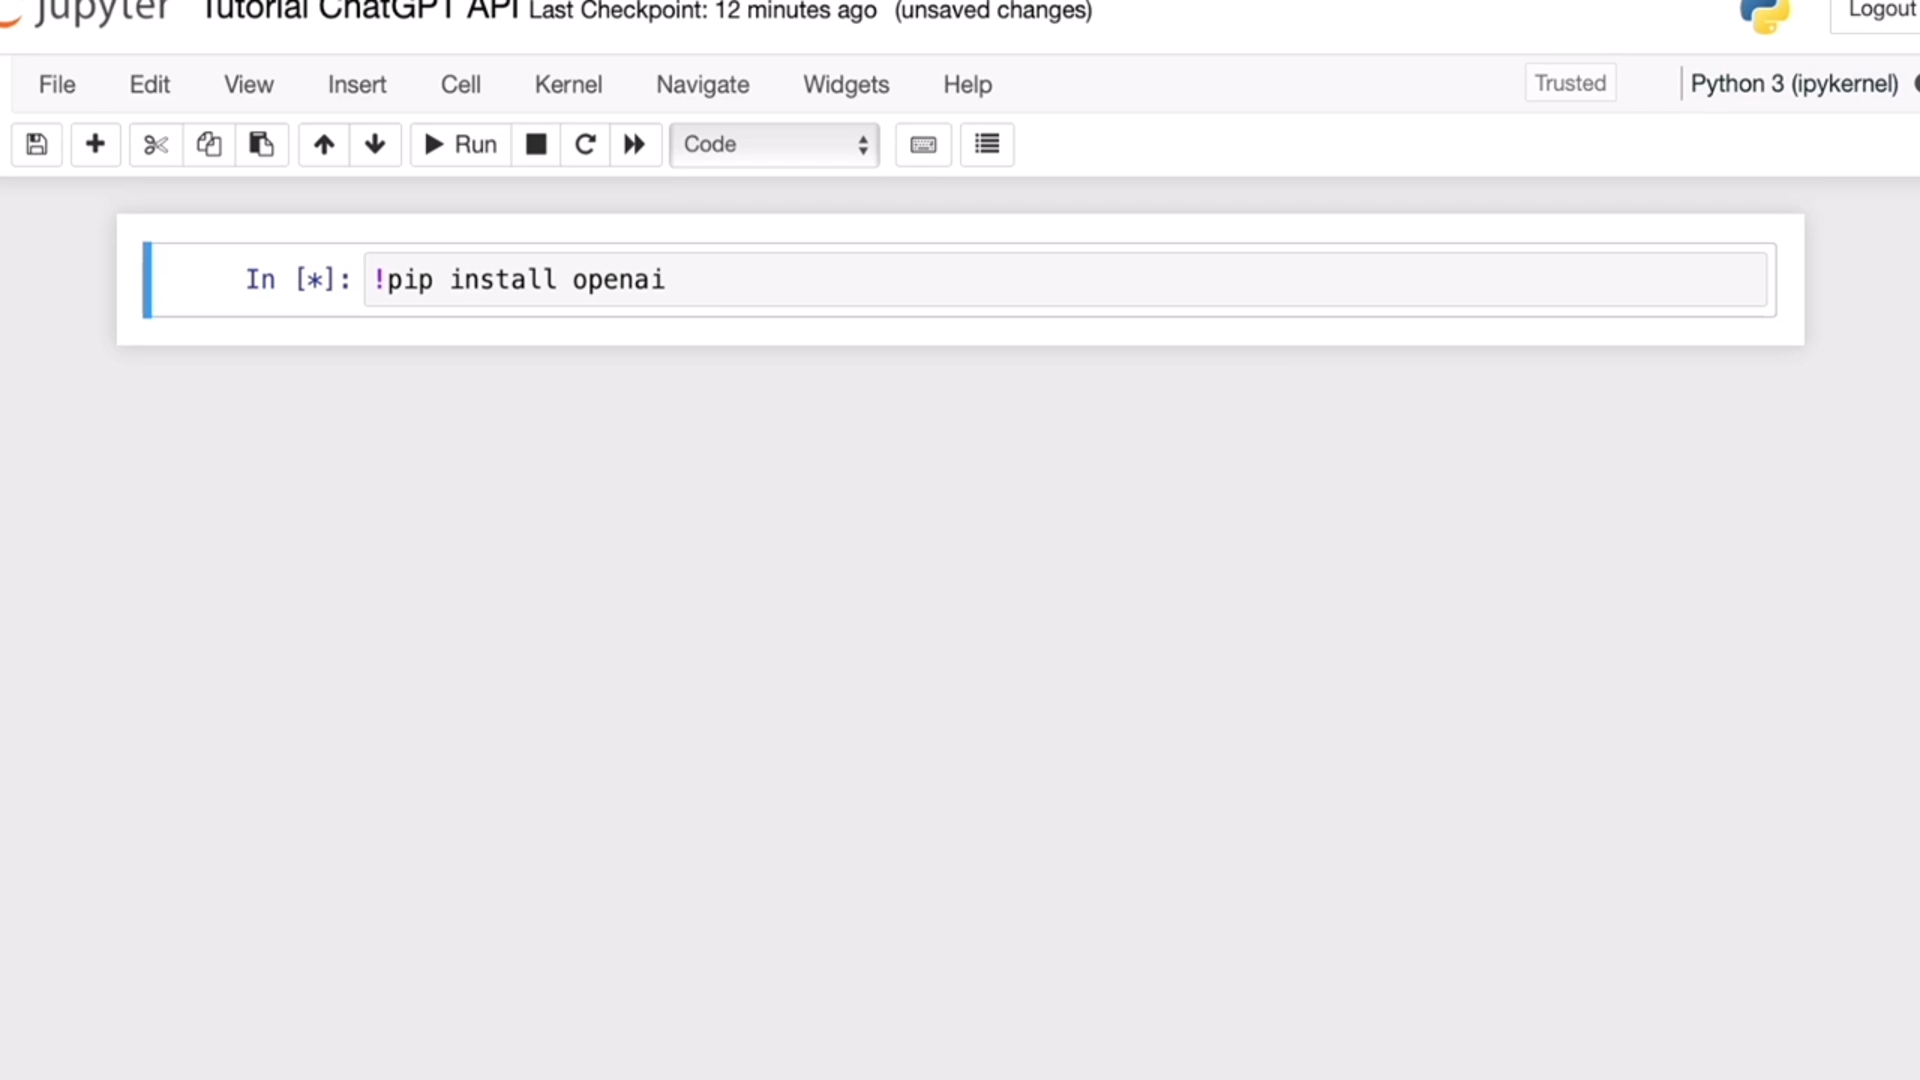 jupyter Tutorial ChatGPT API Last Checkpoint: 12 minutes ago (unsaved changes) Logout
File Edit View Insert Cell Kernel Navigate Widgets Help Trusted Python 3 (ipykernel)
Run Code
In [*]: !pip install openai